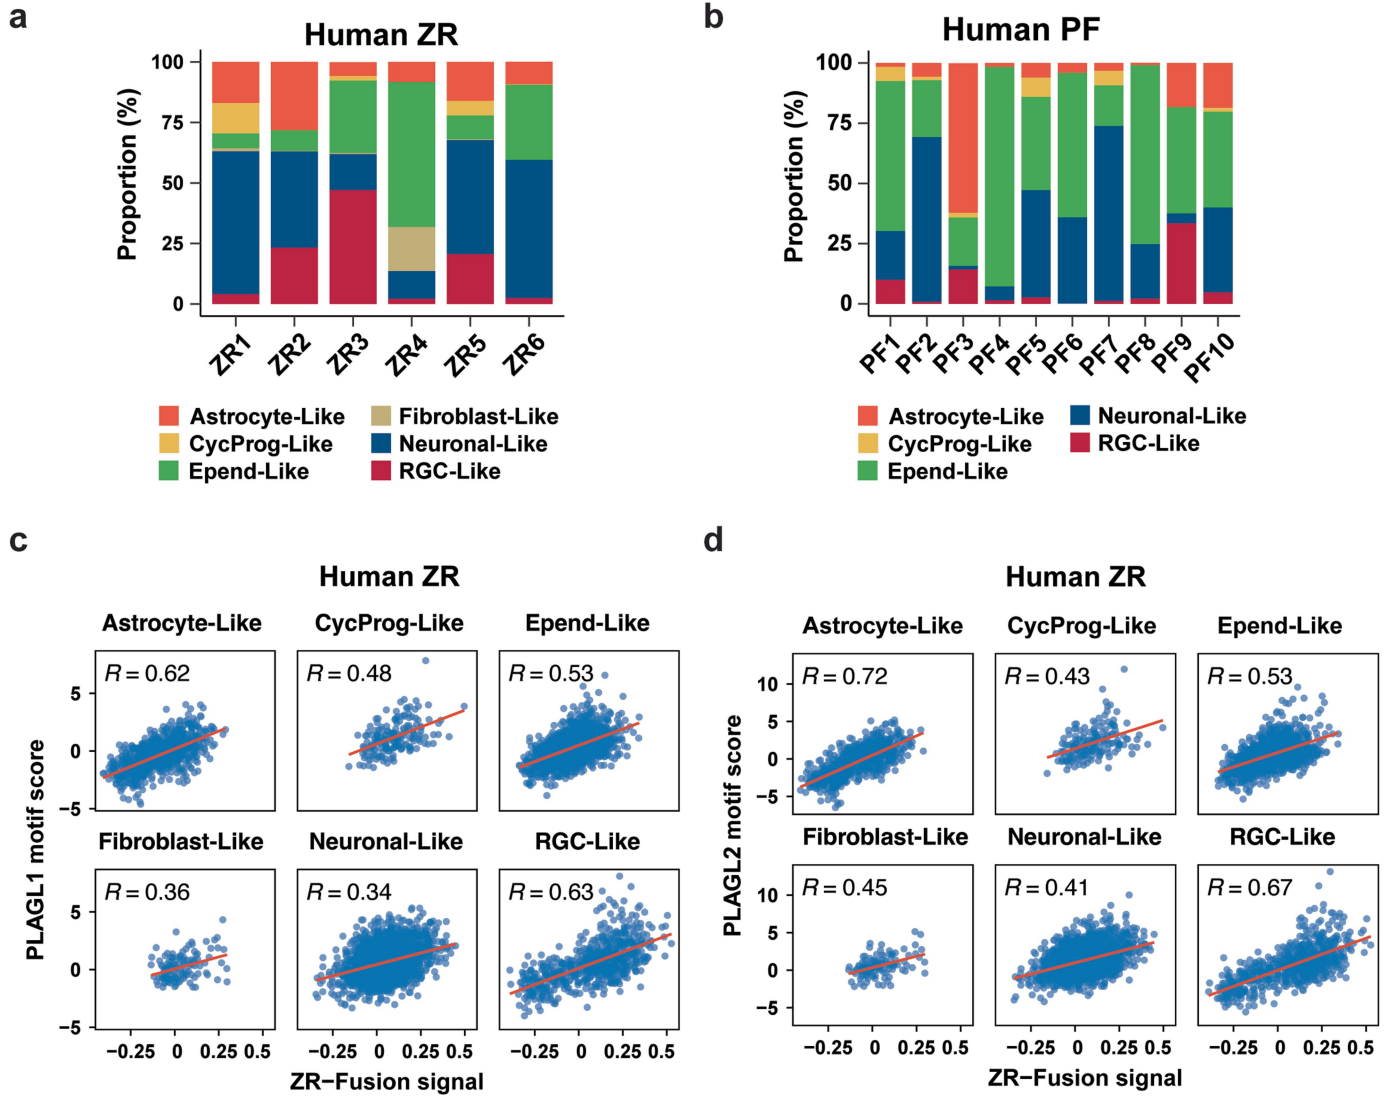 a
Human ZR
Proportion (%)
100
75
50
25
0
ZR1
ZR2
ZR3
ZR4
ZR5
ZR6
Astrocyte-Like
Fibroblast-Like
CycProg-Like
Neuronal-Like
Epend-Like
RGC-Like
b
Human PF
Proportion (%)
100
75
50
25
0
PF1
PF2
PF3
PF4
PF5
PF6
PF7
PF8
PF9
PF10
Astrocyte-Like
Neuronal-Like
CycProg-Like
RGC-Like
Epend-Like
c
Human ZR
PLAGL1 motif score
Astrocyte-Like
CycProg-Like
Epend-Like
R = 0.62
R = 0.48
R = 0.53
5
0
−5
Fibroblast-Like
Neuronal-Like
RGC-Like
R = 0.36
R = 0.34
R = 0.63
5
0
−5
−0.25 0 0.25 0.5
−0.25 0 0.25 0.5
−0.25 0 0.25 0.5
ZR−Fusion signal
d
Human ZR
PLAGL2 motif score
Astrocyte-Like
CycProg-Like
Epend-Like
R = 0.72
R = 0.43
R = 0.53
10
5
0
−5
Fibroblast-Like
Neuronal-Like
RGC-Like
R = 0.45
R = 0.41
R = 0.67
10
5
0
−5
−0.25 0 0.25 0.5
−0.25 0 0.25 0.5
−0.25 0 0.25 0.5
ZR−Fusion signal